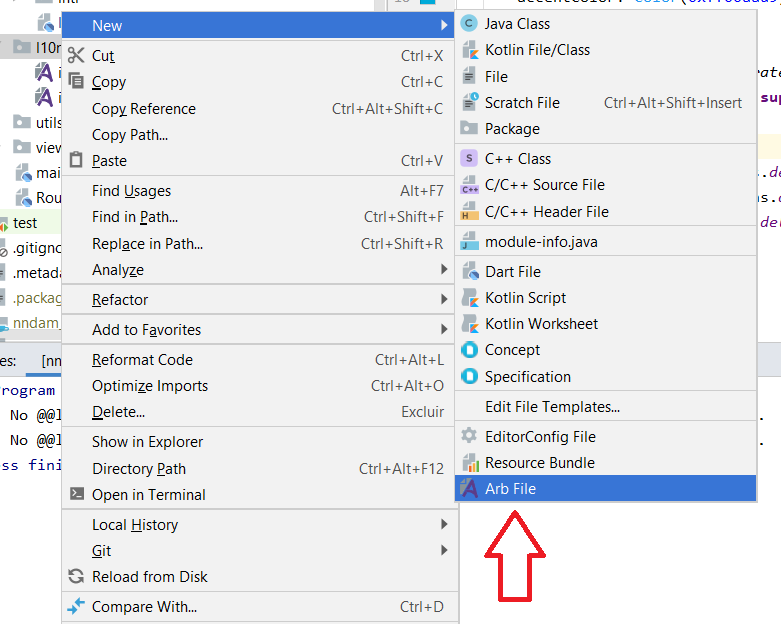 New
Cut Ctrl+X
Copy Ctrl+C
Copy Reference Ctrl+Alt+Shift+C
Copy Path...
Paste Ctrl+V
Find Usages Alt+F7
Find in Path... Ctrl+Shift+F
Replace in Path... Ctrl+Shift+R
Analyze
Refactor
Add to Favorites
Reformat Code Ctrl+Alt+L
Optimize Imports Ctrl+Alt+O
Delete... Excluir
Show in Explorer
Directory Path Ctrl+Alt+F12
Open in Terminal
Local History
Git
Reload from Disk
Compare With... Ctrl+D
Java Class
Kotlin File/Class
File
Scratch File Ctrl+Alt+Shift+Insert
Package
C++ Class
C/C++ Source File
C/C++ Header File
module-info.java
Dart File
Kotlin Script
Kotlin Worksheet
Concept
Specification
Edit File Templates...
EditorConfig File
Resource Bundle
Arb File
l10n
utils
view
mai
Rou
test
.gitigno
.metada
.packag
nndam_
es: [nn
rogram
No @@l
No @@l
ss fini